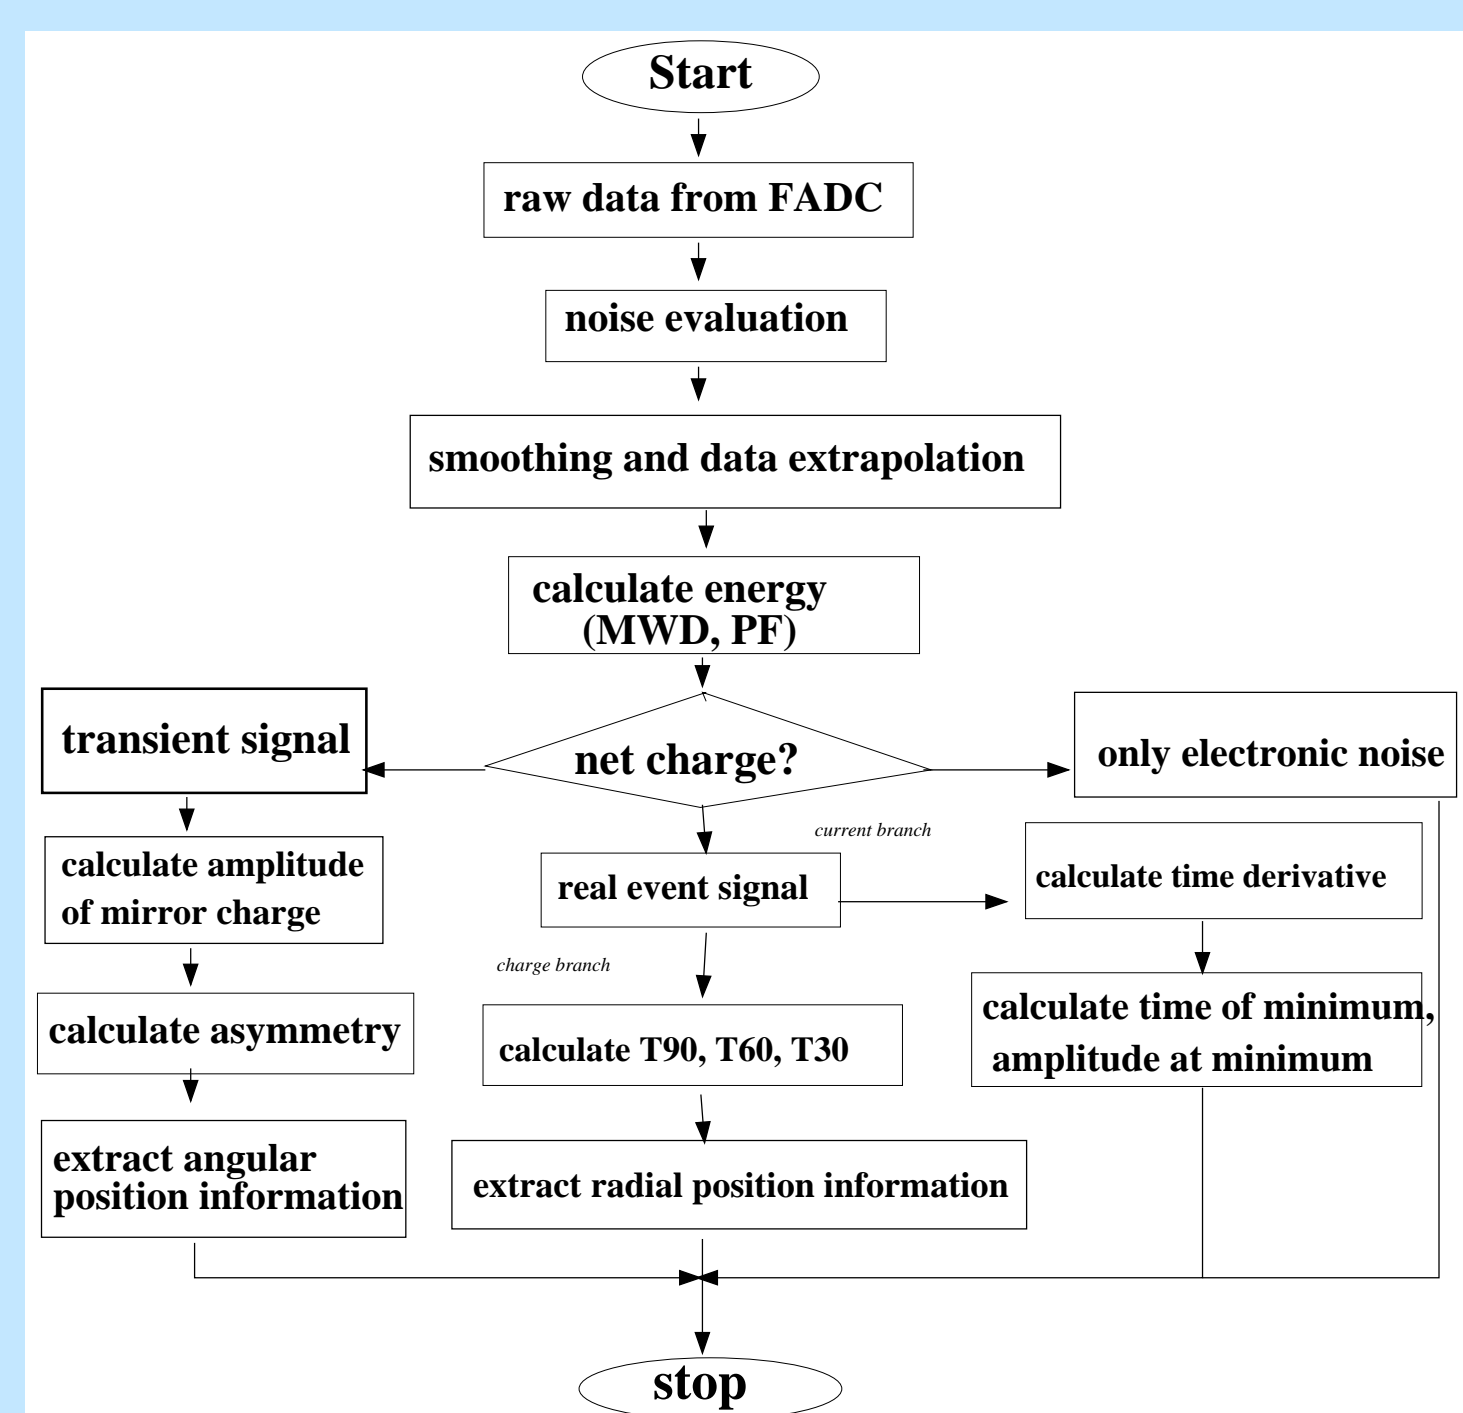 Start
raw data from FADC
noise evaluation
smoothing and data extrapolation
calculate energy
(MWD, PF)
transient signal
net charge?
only electronic noise
current branch
calculate amplitude
of mirror charge
real event signal
calculate time derivative
charge branch
calculate asymmetry
calculate T90, T60, T30
calculate time of minimum,
amplitude at minimum
extract angular
position information
extract radial position information
stop